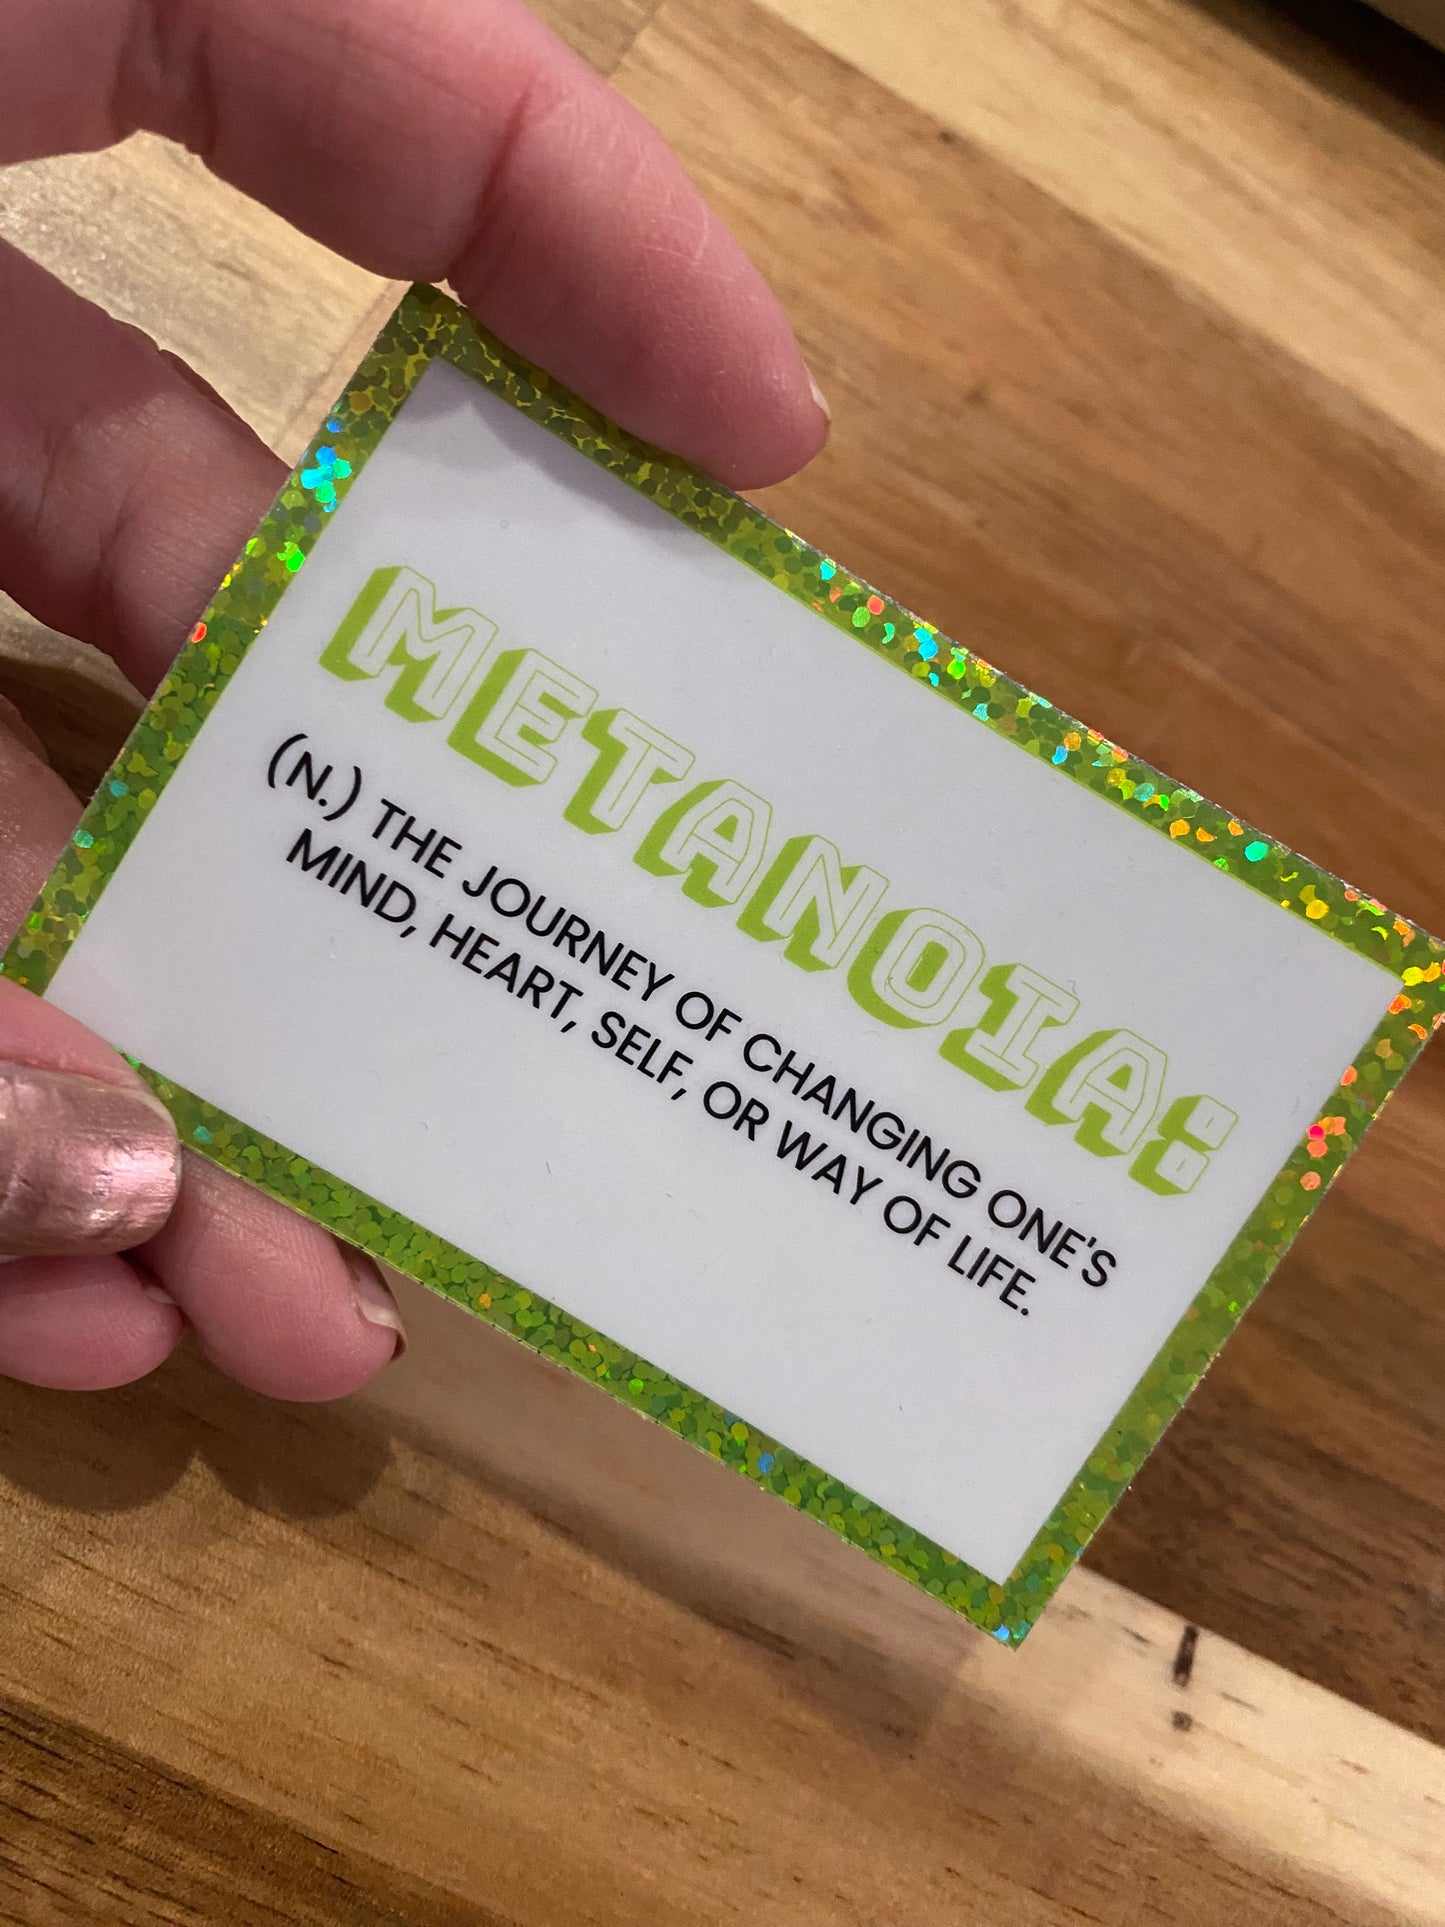 METANOIA:
(N.) THE JOURNEY OF CHANGING ONE'S
MIND, HEART, SELF, OR WAY OF LIFE.